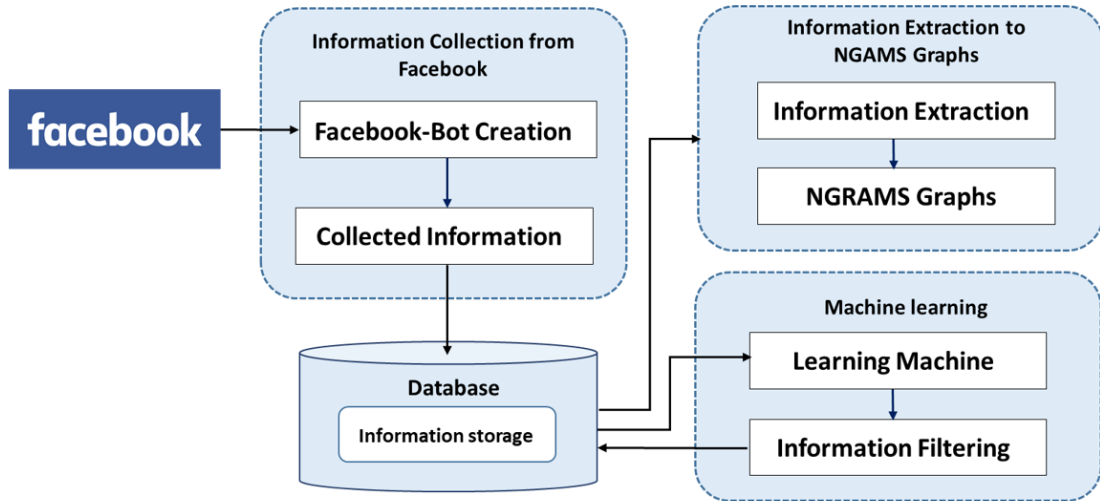 facebook
Information Collection from
Facebook
Facebook-Bot Creation
Collected Information
Database
Information storage
Information Extraction to
NGAMS Graphs
Information Extraction
NGRAMS Graphs
Machine learning
Learning Machine
Information Filtering